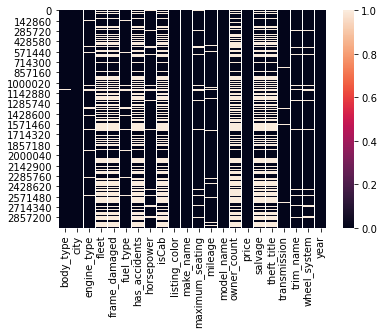 0
142860
285720
428580
571440
714300
857160
1000020
1142880
1285740
1428600
1571460
1714320
1857180
2000040
2142900
2285760
2428620
2571480
2714340
2857200
1.0
0.8
0.6
0.4
0.2
0.0
body_type
city
engine_type
fleet
frame_damaged
fuel_type
has_accidents
horsepower
isCab
listing_color
make_name
maximum_seating
mileage
model_name
owner_count
price
salvage
theft_title
transmission
trim_name
wheel_system
year